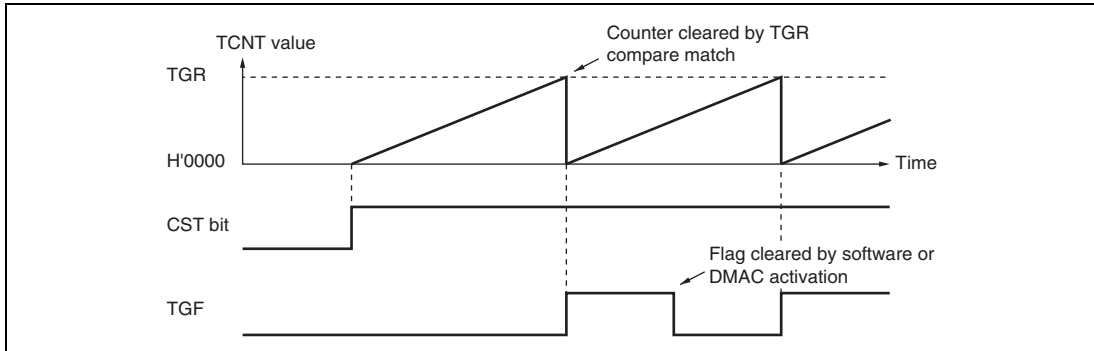 Counter cleared by TGR
compare match
TCNT value
TGR
H'0000
Time
CST bit
Flag cleared by software or
DMAC activation
TGF